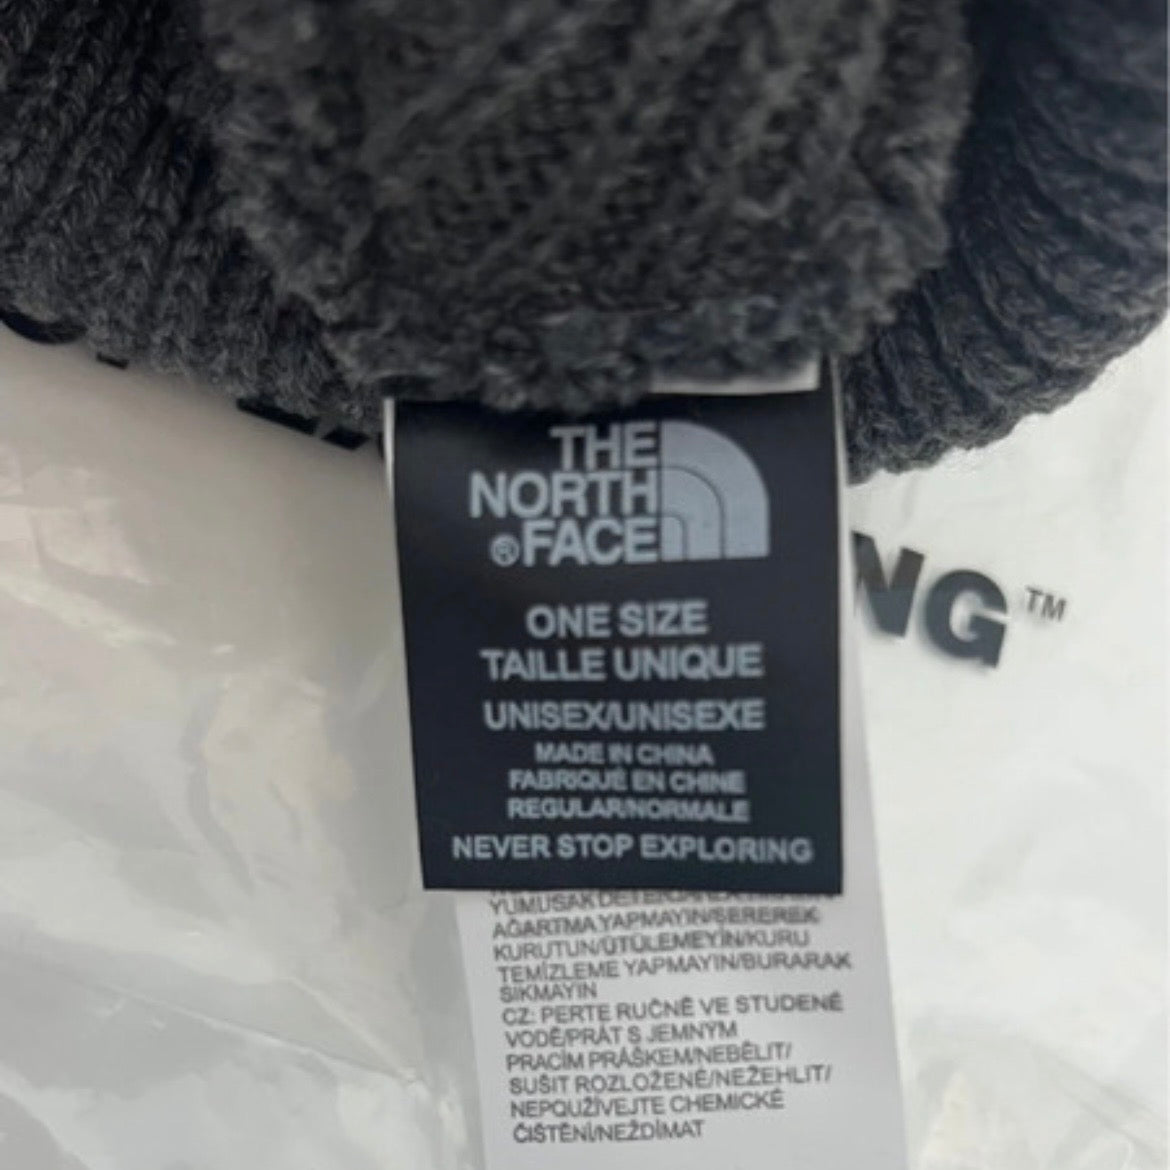 THE
NORTH
®FACE
ONE SIZE
TAILLE UNIQUE
UNISEX/UNISEXE
MADE IN CHINA
FABRIQUÉ EN CHINE
REGULAR/NORMALE
NEVER STOP EXPLORING
NG™
YUMUSAK
AĞARTMA YAPMAYIN/SEREREK
KURUTUN/ÜTÜLEMEYİN/KURU
TEMİZLEME YAPMAYIN/BURARAK
SIKMAYIN
CZ: PERTE RUČNĚ VE STUDENÉ
VODĚ/PRÁT S JEMNÝM
PRACÍM PRÁŠKEM/NEBĚLIT/
SUŠIT ROZLOŽENÉ/NEŽEHLIT/
NEPOUŽÍVEJTE CHEMICKÉ
ČIŠTĚNÍ/NEŽDÍMAT